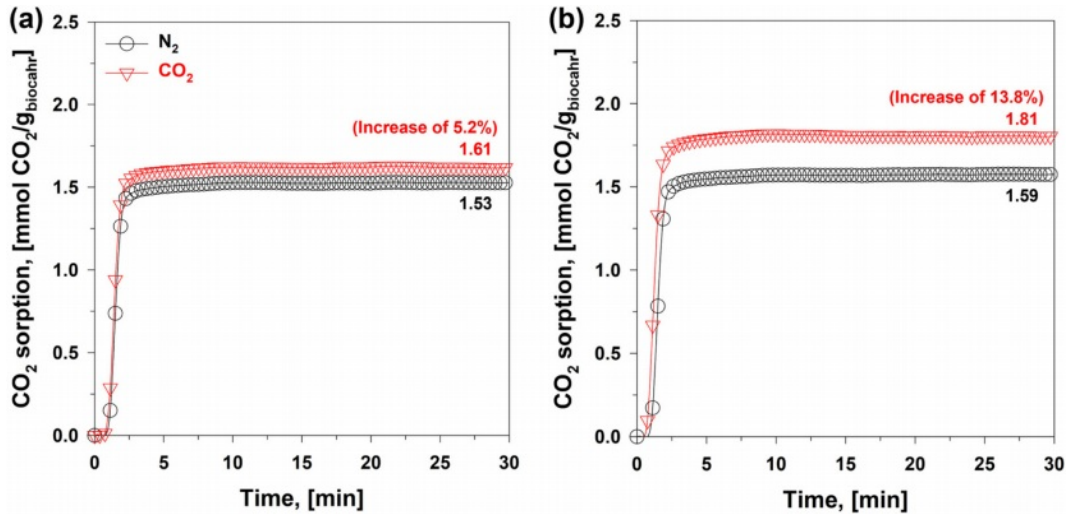 (a)
CO₂ sorption, [mmol CO₂/g_biocahr]
2.5
2.0
1.5
1.0
0.5
0.0
N₂
CO₂
(Increase of 5.2%)
1.61
1.53
0 5 10 15 20 25 30
Time, [min]
(b)
CO₂ sorption, [mmol CO₂/g_biocahr]
2.5
2.0
1.5
1.0
0.5
0.0
(Increase of 13.8%)
1.81
1.59
0 5 10 15 20 25 30
Time, [min]